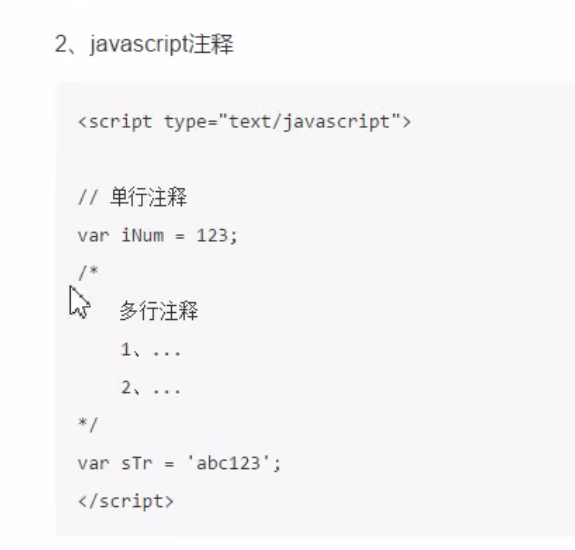 2、javascript注释
<script type="text/javascript">
// 单行注释
var iNum = 123;
/*
多行注释
1、...
2、...
*/
var sTr = 'abc123';
</script>